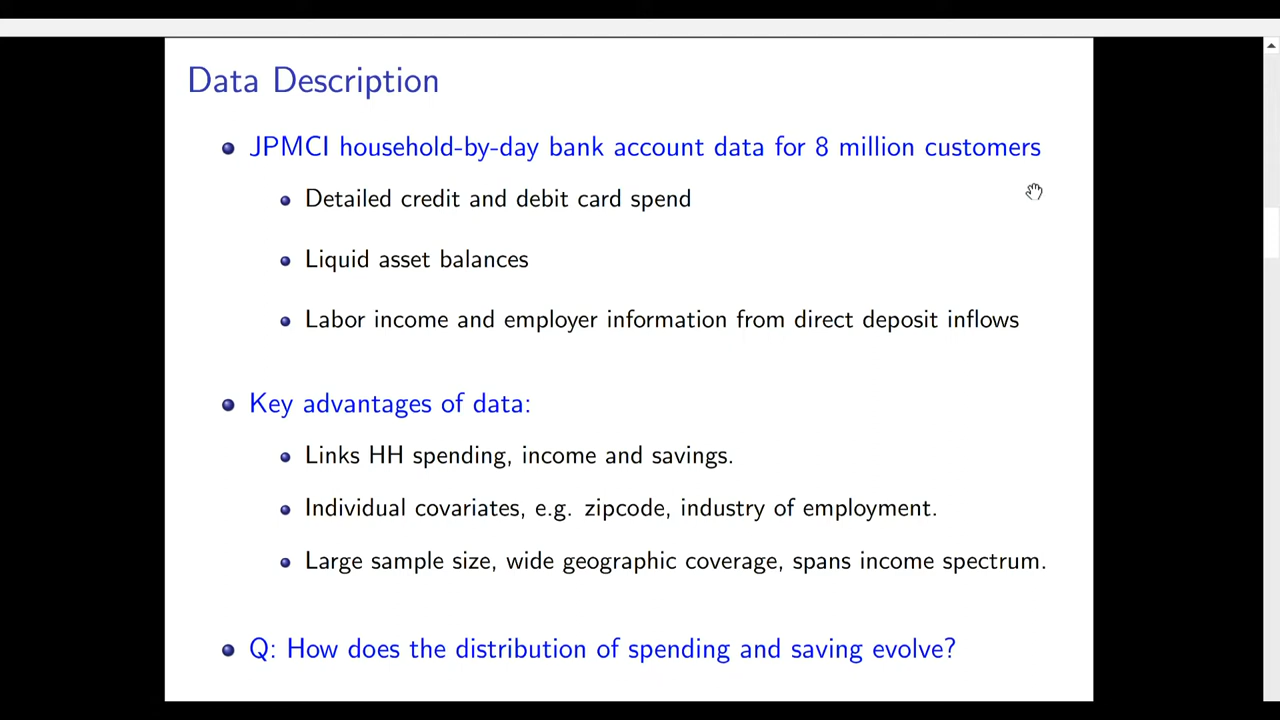 Data Description
JPMCI household-by-day bank account data for 8 million customers
Detailed credit and debit card spend
Liquid asset balances
Labor income and employer information from direct deposit inflows
Key advantages of data:
Links HH spending, income and savings.
Individual covariates, e.g. zipcode, industry of employment.
Large sample size, wide geographic coverage, spans income spectrum.
Q: How does the distribution of spending and saving evolve?